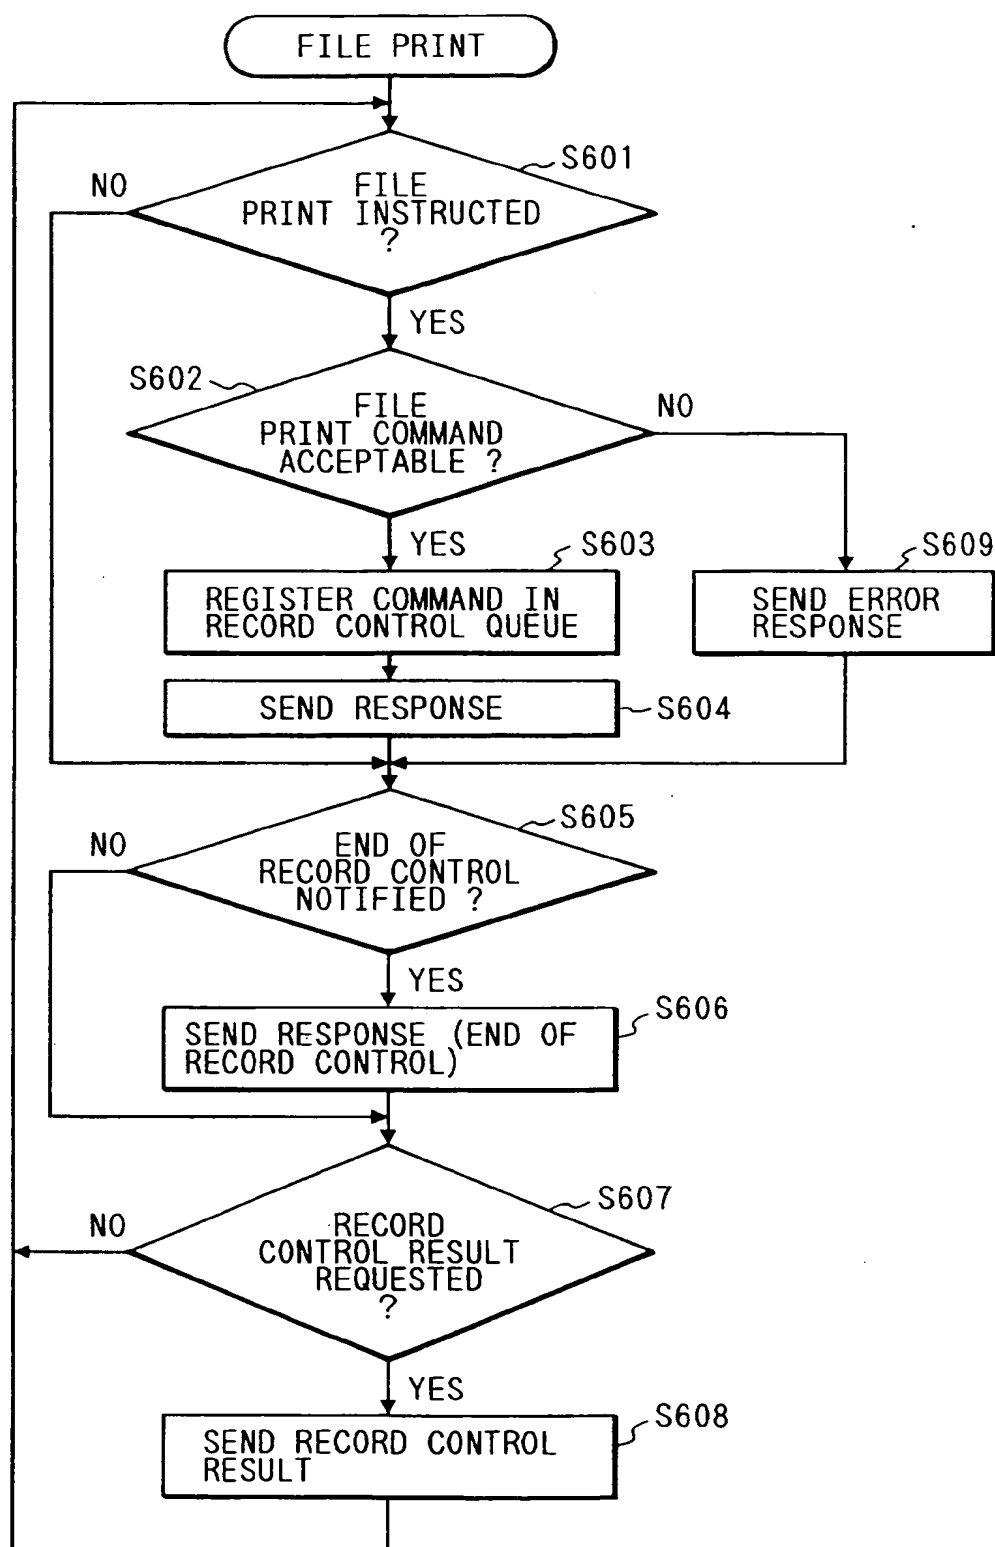 FILE PRINT
S601
NO
FILE
PRINT INSTRUCTED
?
YES
S602
FILE
PRINT COMMAND
ACCEPTABLE ?
NO
YES
S603
S609
REGISTER COMMAND IN
RECORD CONTROL QUEUE
SEND ERROR
RESPONSE
SEND RESPONSE
S604
S605
NO
END OF
RECORD CONTROL
NOTIFIED ?
YES
S606
SEND RESPONSE (END OF
RECORD CONTROL)
S607
NO
RECORD
CONTROL RESULT
REQUESTED
?
YES
S608
SEND RECORD CONTROL
RESULT